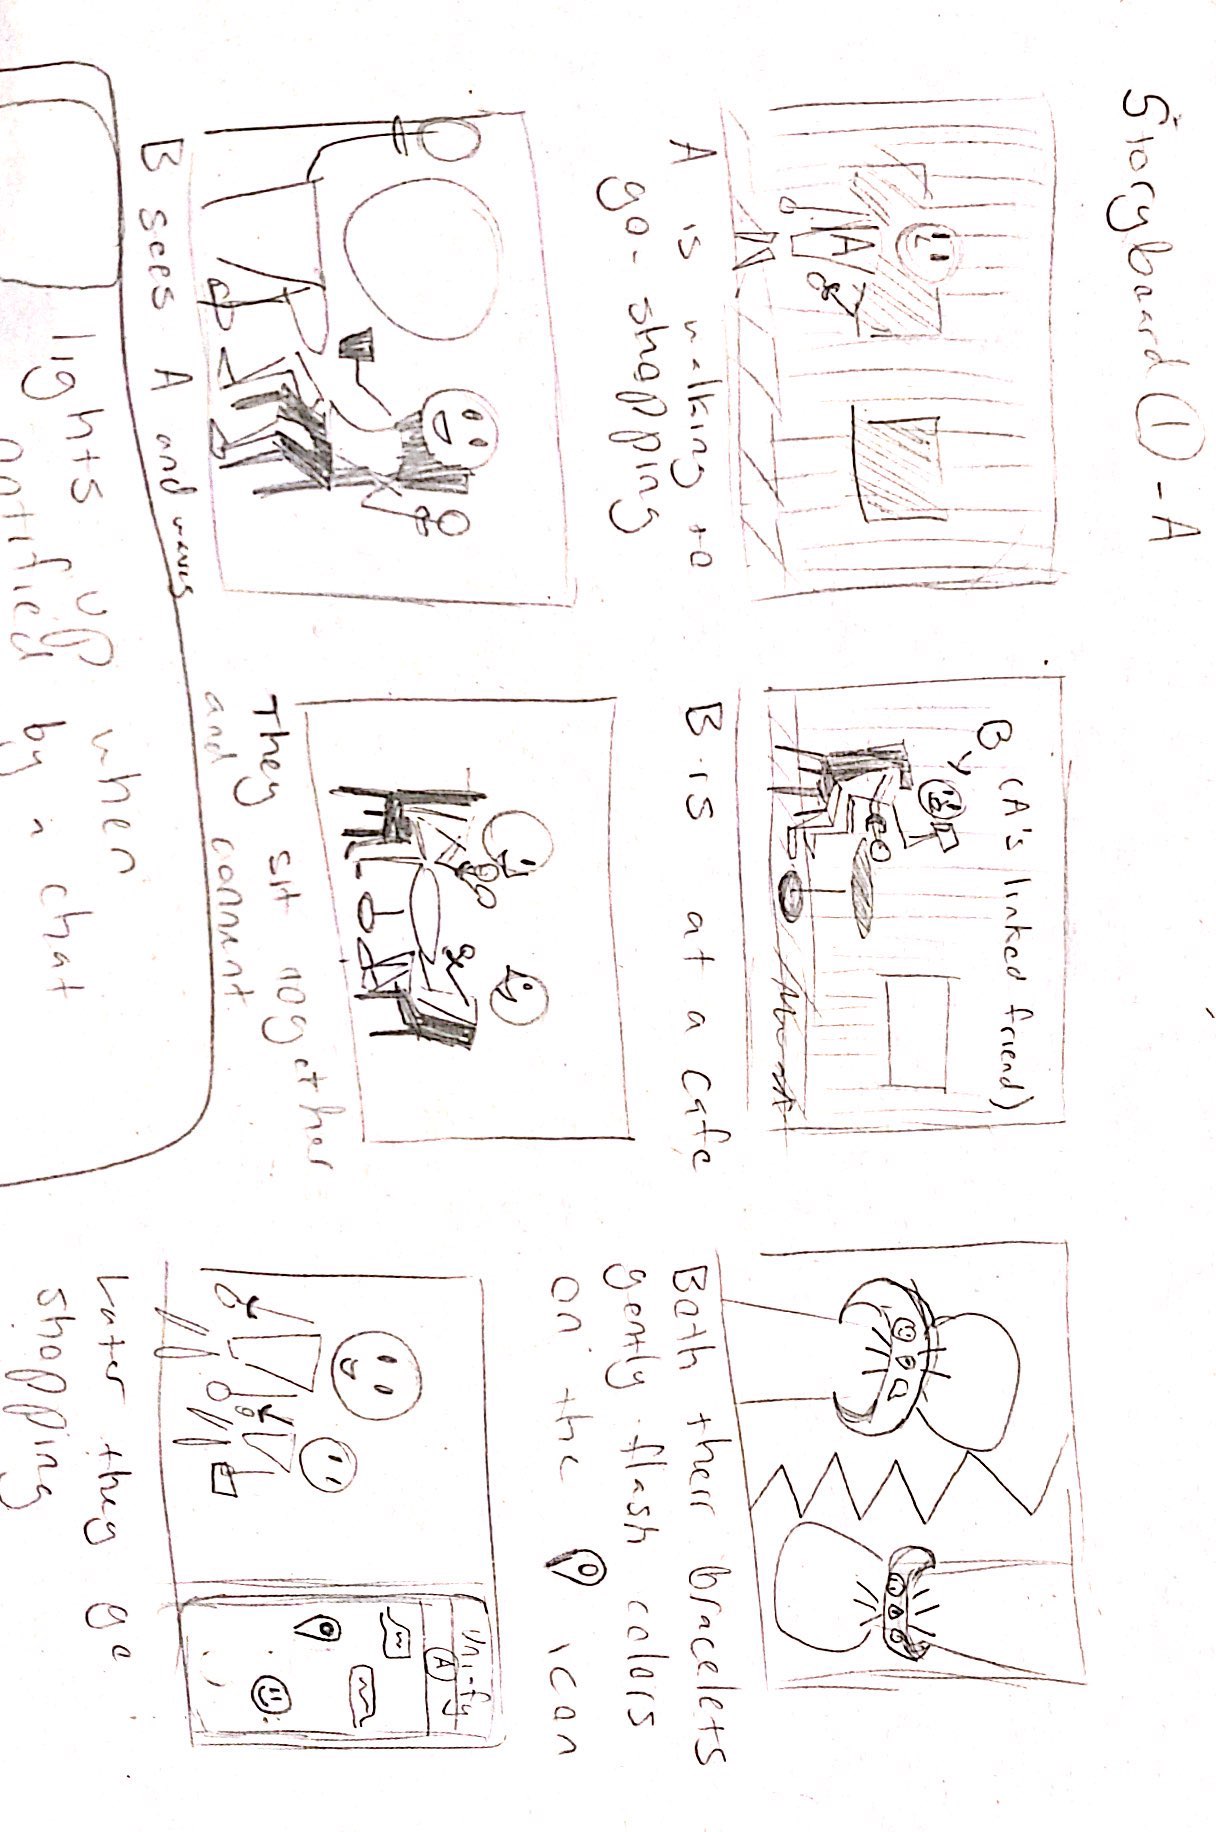 Storyboard 1 - A
A
B (A's linked friend)
A is walking to
go shopping
B is at a cafe
Both their bracelets
gently flash colors
on the icon
B sees A and waves
They sit together
and connect
Uni-fy
A
Later they go
shopping
lights up when
notified by a chat